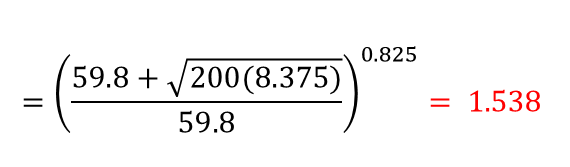 = ((59.8 + √200(8.375)) / 59.8)^0.825 = 1.538